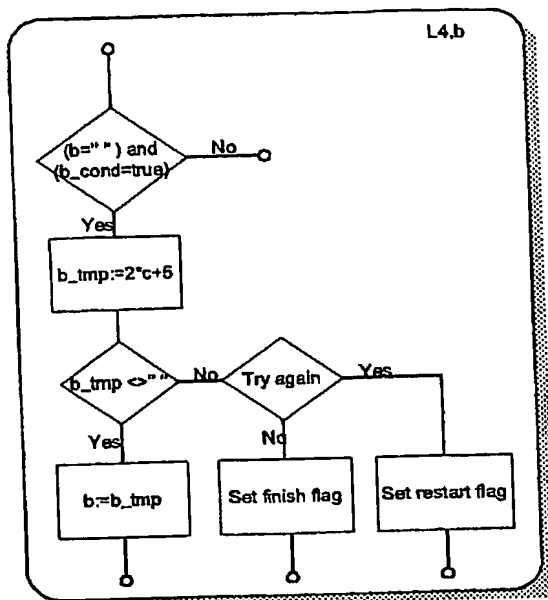 L4,b
(b=" ") and
(b_cond=true)
No
Yes
b_tmp:=2*c+5
b_tmp <>" "
No
Try again
Yes
Yes
No
b:=b_tmp
Set finish flag
Set restart flag